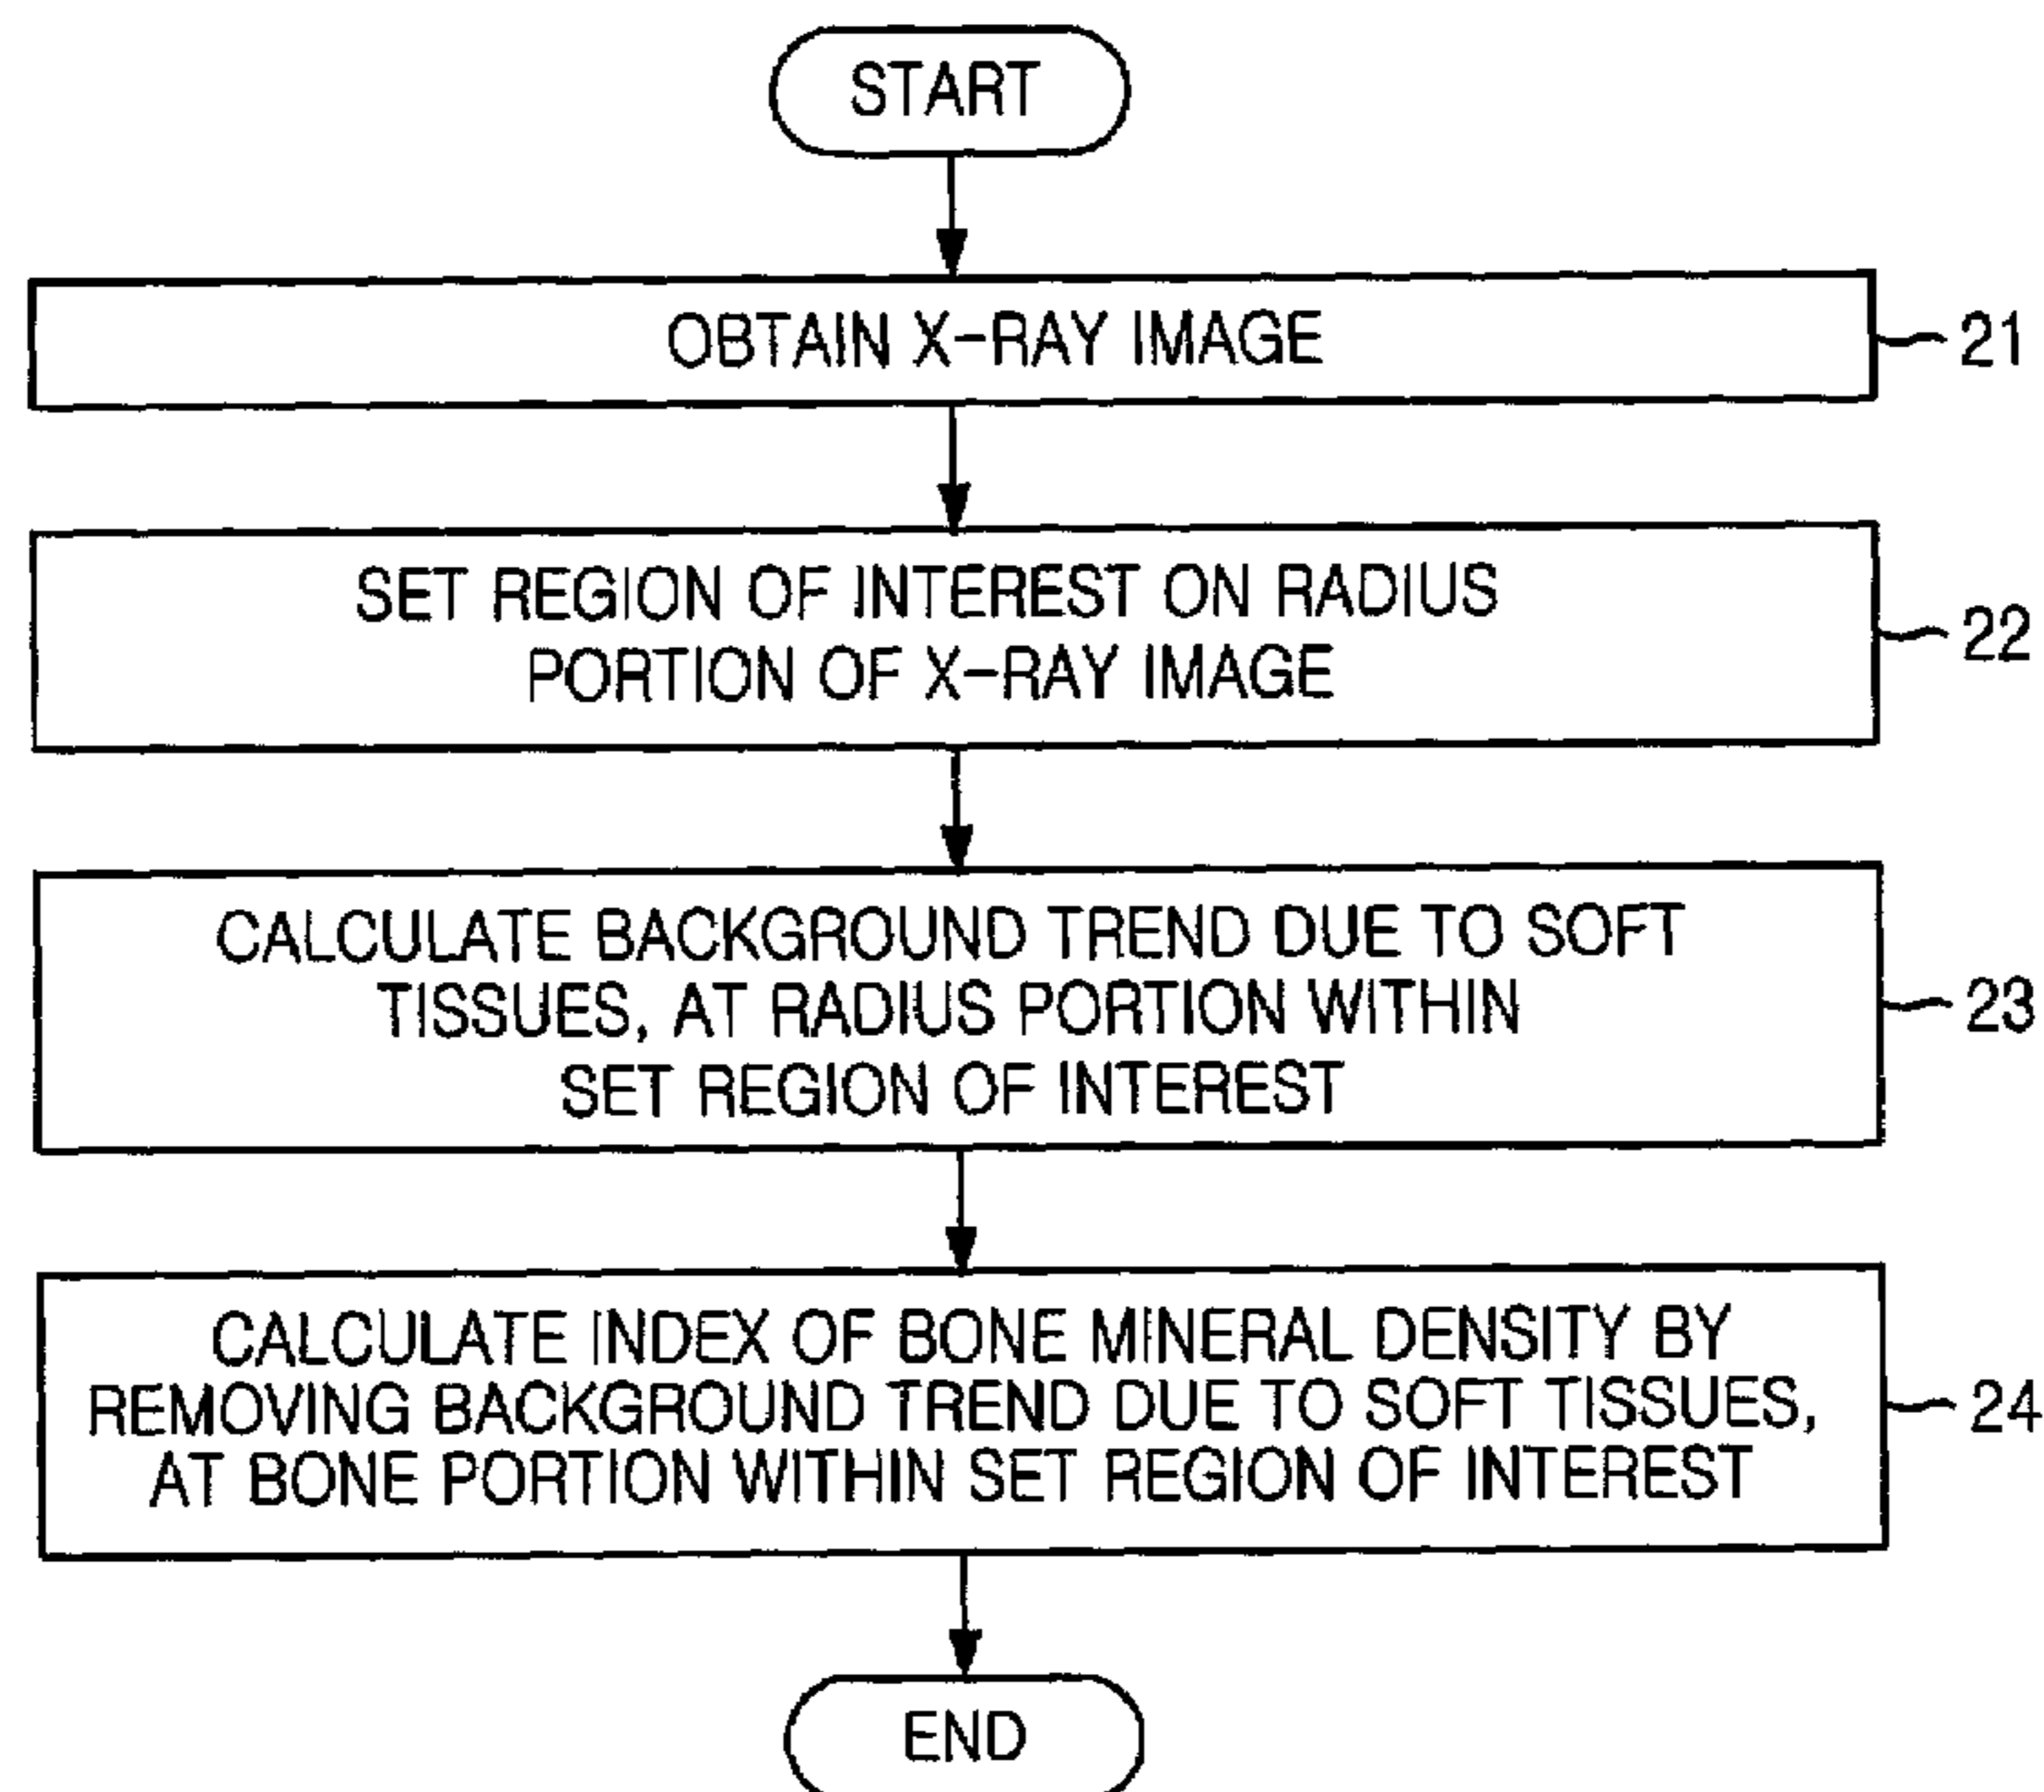 START
OBTAIN X-RAY IMAGE
21
SET REGION OF INTEREST ON RADIUS
PORTION OF X-RAY IMAGE
22
CALCULATE BACKGROUND TREND DUE TO SOFT
TISSUES, AT RADIUS PORTION WITHIN
SET REGION OF INTEREST
23
CALCULATE INDEX OF BONE MINERAL DENSITY BY
REMOVING BACKGROUND TREND DUE TO SOFT TISSUES,
AT BONE PORTION WITHIN SET REGION OF INTEREST
24
END